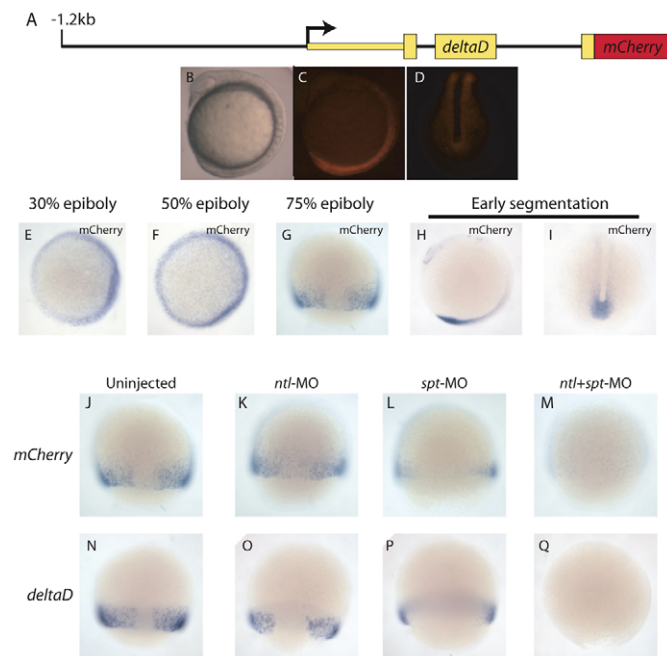 A
-1.2kb
deltaD
mCherry
B
C
D
30% epiboly
50% epiboly
75% epiboly
Early segmentation
E
mCherry
F
mCherry
G
mCherry
H
mCherry
I
mCherry
Uninjected
ntl-MO
spt-MO
ntl+spt-MO
mCherry
J
K
L
M
deltaD
N
O
P
Q